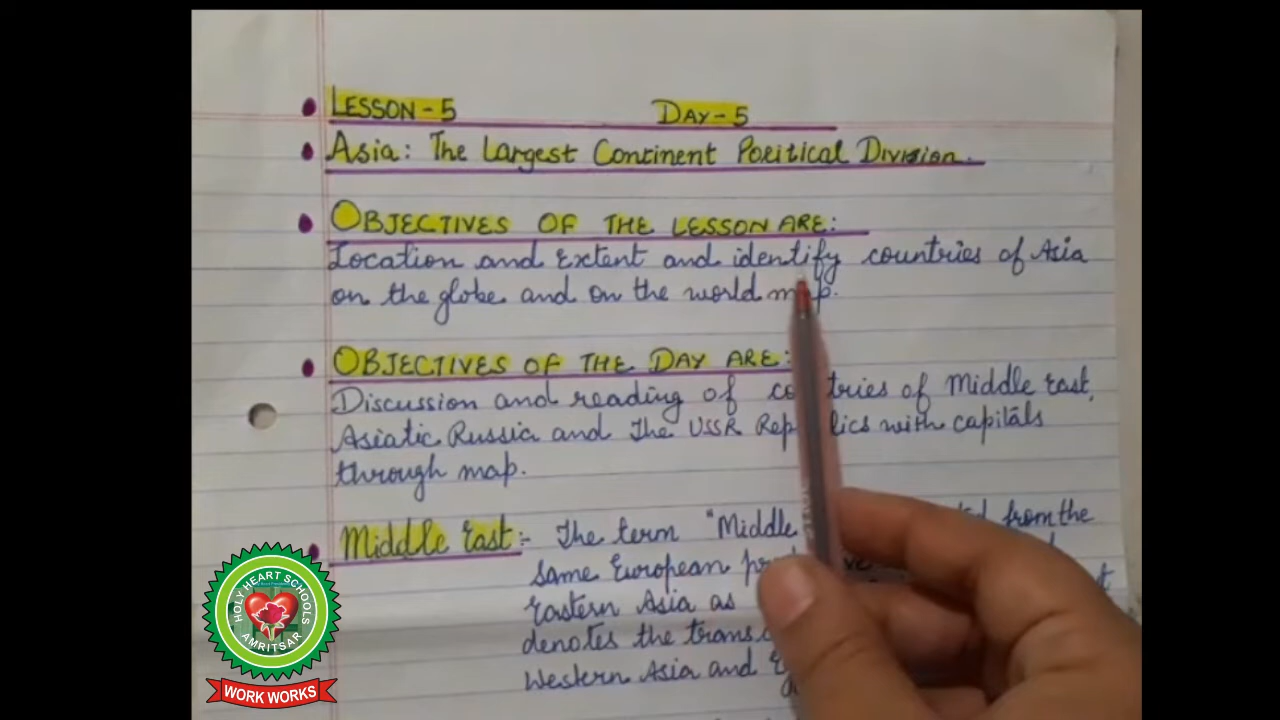 LESSON - 5 DAY - 5
Asia: The Largest Continent Political Division.
OBJECTIVES OF THE LESSON ARE:
Location and Extent and identify countries of Asia
on the globe and on the world map.
OBJECTIVES OF THE DAY ARE:
Discussion and reading of countries of Middle East,
Asiatic Russia and The USSR Republics with capitals
through map.
Middle East:- The term "Middle from the
same European
Eastern Asia as
denotes the
Western Asia and
HOLY HEART SCHOOLS
AMRITSAR
WORK WORKS